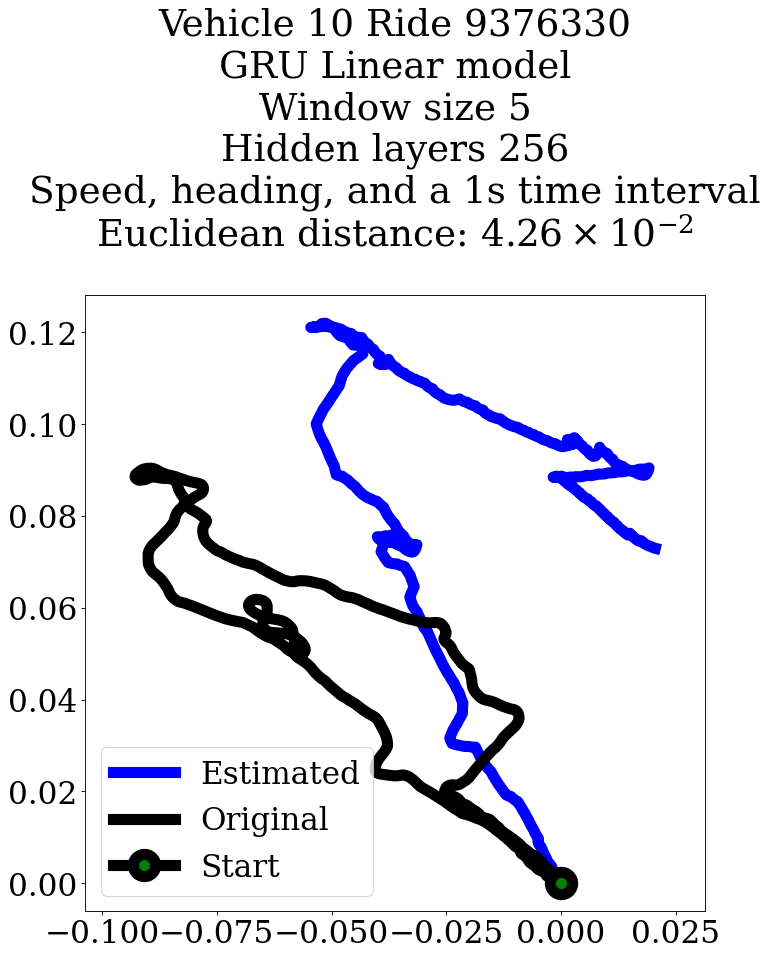 Vehicle 10 Ride 9376330
GRU Linear model
Window size 5
Hidden layers 256
Speed, heading, and a 1s time interval
Euclidean distance: 4.26 × 10⁻²
0.12
0.10
0.08
0.06
0.04
0.02
0.00
Estimated
Original
Start
−0.100 −0.075 −0.050 −0.025 0.000 0.025